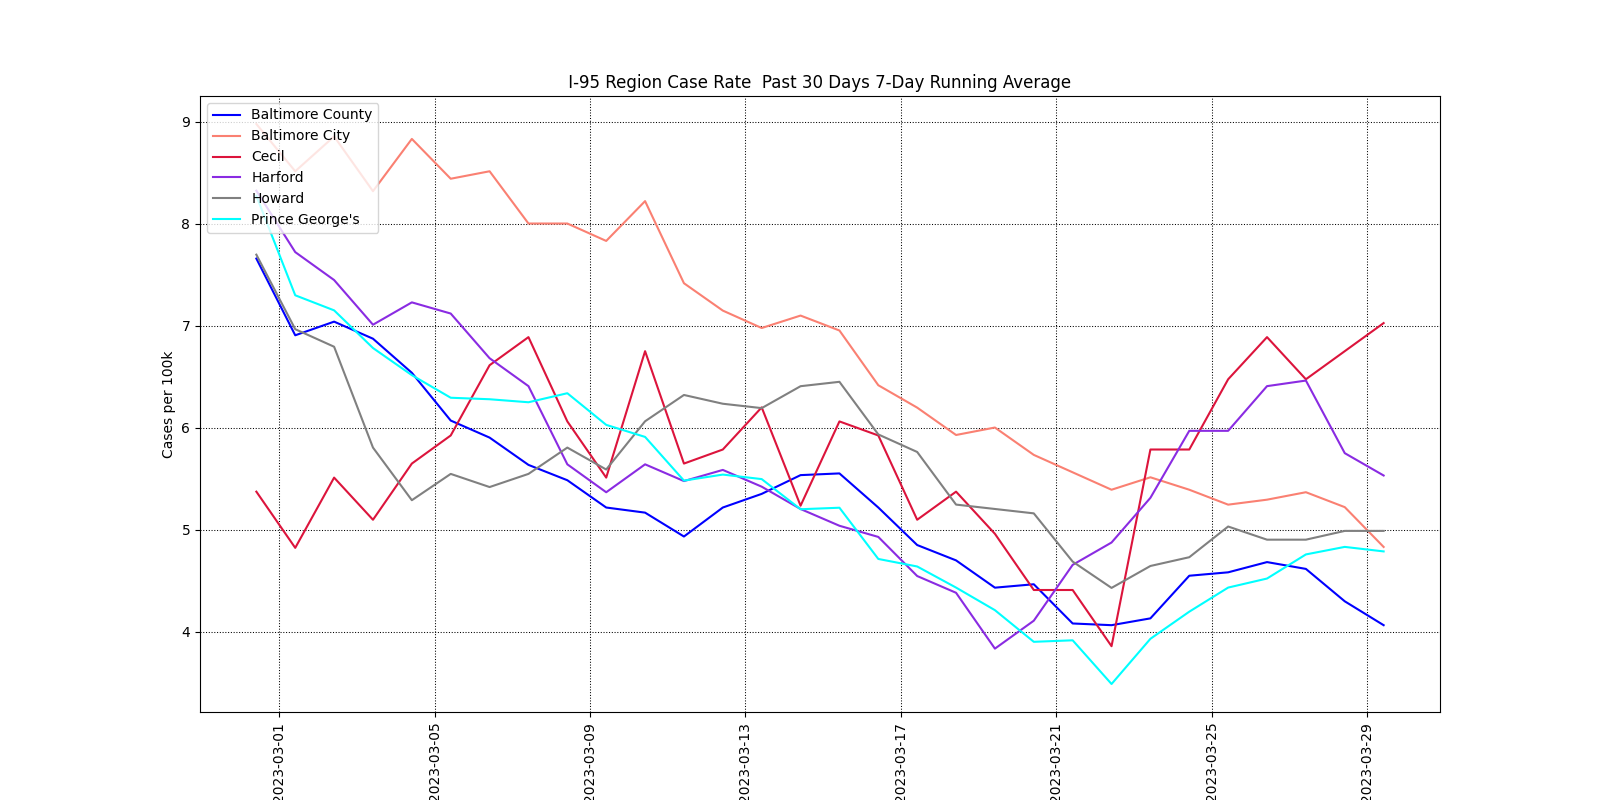 I-95 Region Case Rate  Past 30 Days 7-Day Running Average
Baltimore County
Baltimore City
Cecil
Harford
Howard
Prince George's
Cases per 100k
9
8
7
6
5
4
2023-03-01
2023-03-05
2023-03-09
2023-03-13
2023-03-17
2023-03-21
2023-03-25
2023-03-29